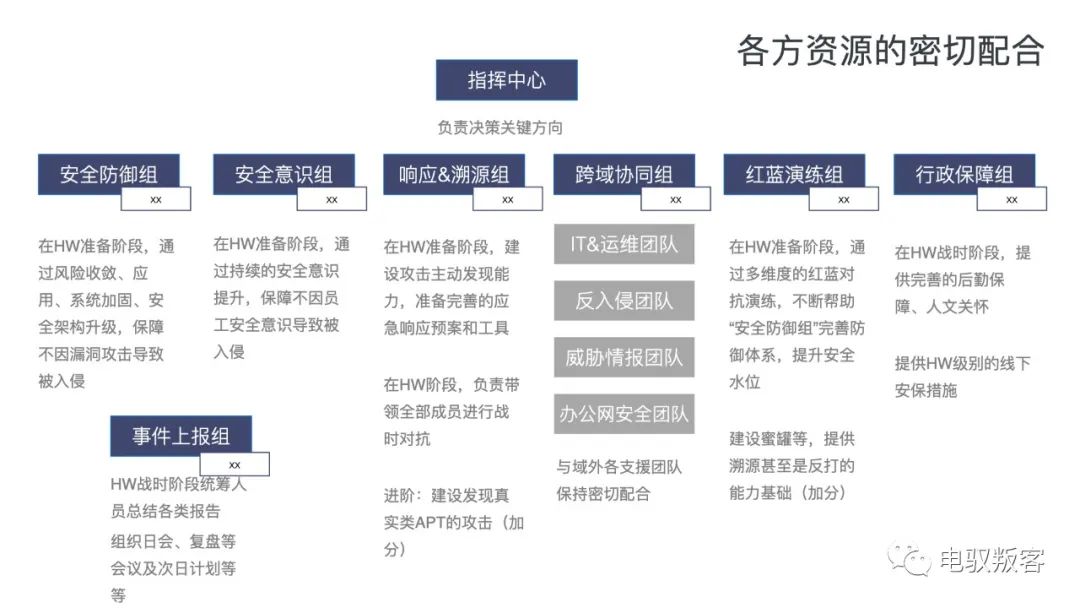 各方资源的密切配合
指挥中心
负责决策关键方向
安全防御组
xx
在HW准备阶段，通
过风险收敛、应
用、系统加固、安
全架构升级，保障
不因漏洞攻击导致
被入侵
安全意识组
xx
在HW准备阶段，通
过持续的安全意识
提升，保障不因员
工安全意识导致被
入侵
响应&溯源组
xx
在HW准备阶段，建
设攻击主动发现能
力，准备完善的应
急响应预案和工具
在HW阶段，负责带
领全部成员进行战
时对抗
进阶：建设发现真
实类APT的攻击（加
分）
跨域协同组
xx
IT&运维团队
反入侵团队
威胁情报团队
办公网安全团队
与域外各支援团队
保持密切配合
红蓝演练组
xx
在HW准备阶段，通
过多维度的红蓝对
抗演练，不断帮助
“安全防御组”完善防
御体系，提升安全
水位
建设蜜罐等，提供
溯源甚至是反打的
能力基础（加分）
行政保障组
xx
在HW战时阶段，提
供完善的后勤保
障、人文关怀
提供HW级别的线下
安保措施
事件上报组
xx
HW战时阶段统筹人
员总结各类报告
组织日会、复盘等
会议及次日计划等
等
电驭叛客